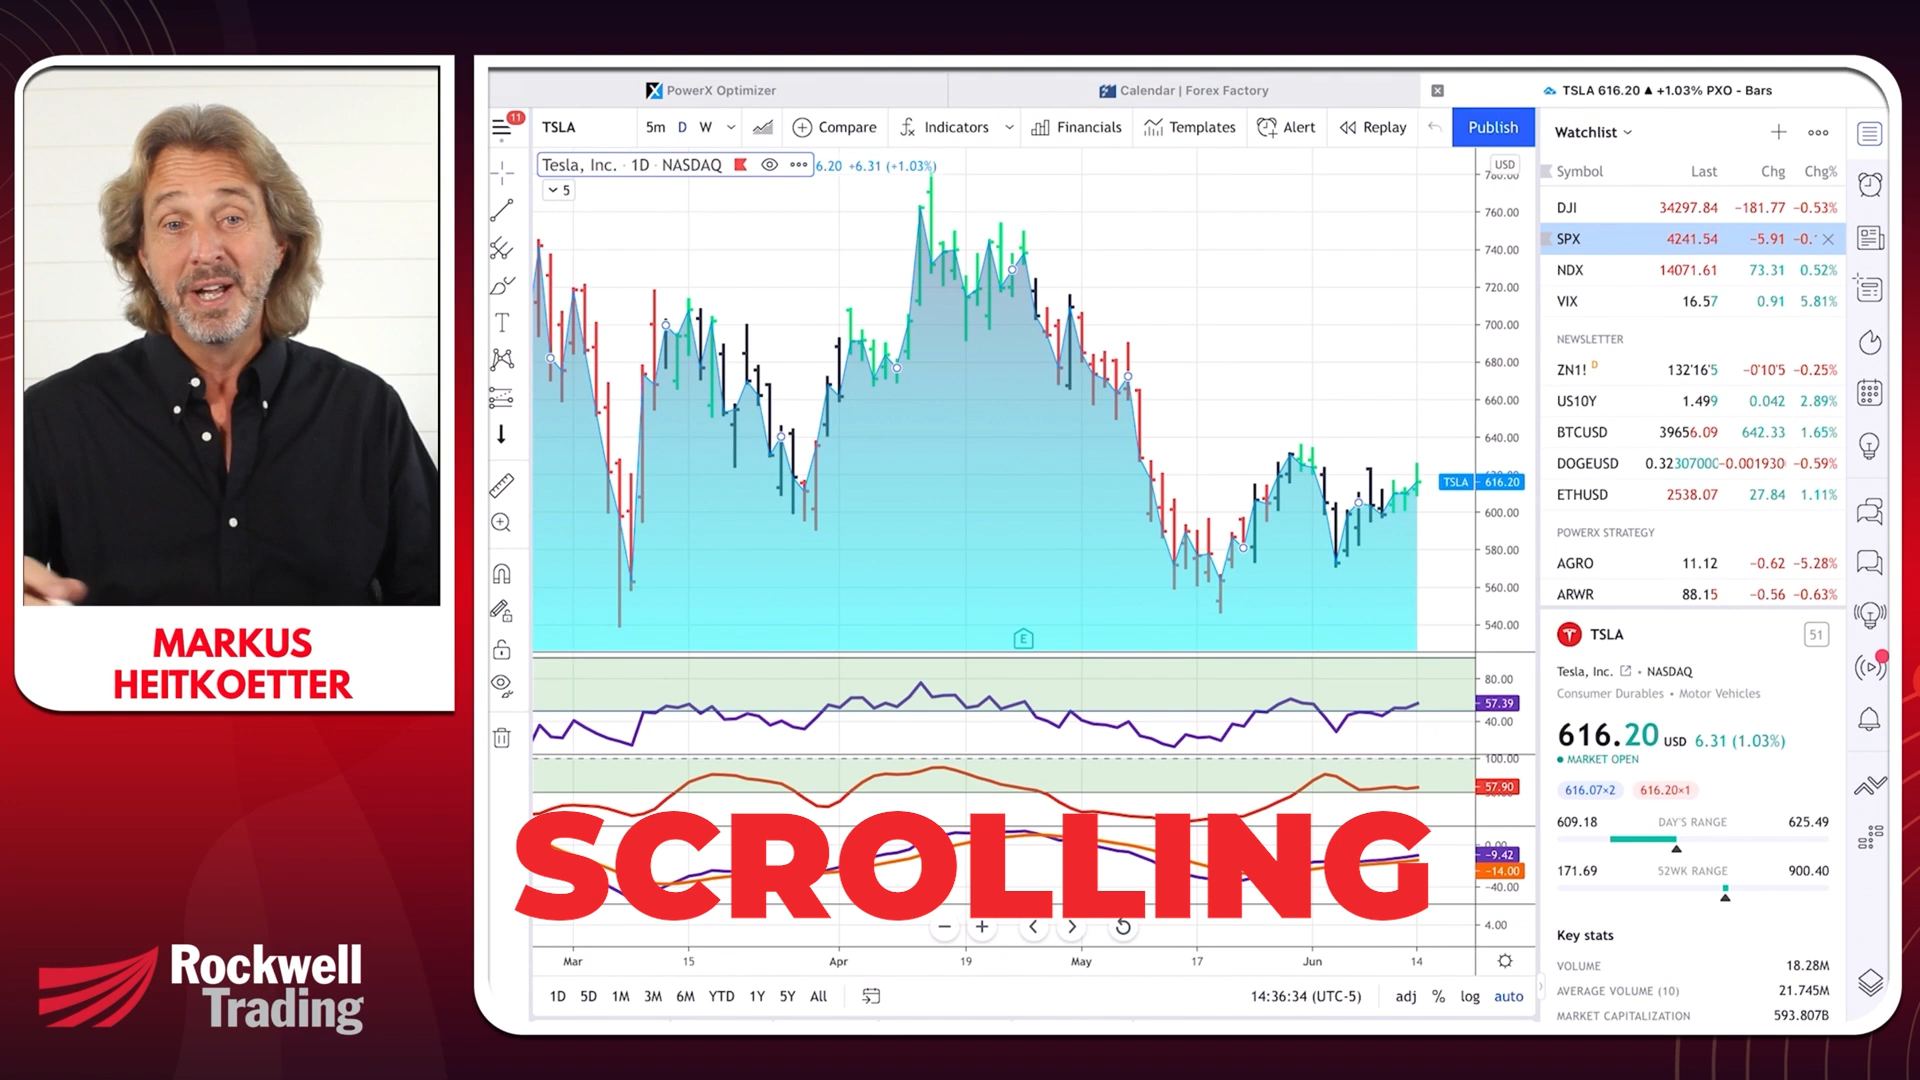 MARKUS
HEITKOETTER
Rockwell
Trading
PowerX Optimizer
Calendar | Forex Factory
TSLA 616.20 ▲ +1.03% PXO - Bars
11
TSLA
5m D W
Compare
Indicators
Financials
Templates
Alert
Replay
Publish
Tesla, Inc. · 1D · NASDAQ
6.20 +6.31 (+1.03%)
5
USD
760.00
740.00
720.00
700.00
680.00
660.00
640.00
TSLA 616.20
600.00
580.00
560.00
540.00
E
80.00
57.39
40.00
100.00
57.90
0.00
-9.42
-14.00
-40.00
4.00
SCROLLING
Mar 15 Apr 19 May 17 Jun 14
1D 5D 1M 3M 6M YTD 1Y 5Y All
14:36:34 (UTC-5)
adj % log auto
Watchlist
Symbol Last Chg Chg%
DJI 34297.84 −181.77 −0.53%
SPX 4241.54 −5.91 −0.
NDX 14071.61 73.31 0.52%
VIX 16.57 0.91 5.81%
NEWSLETTER
ZN1! D 132'16'5 −0'10'5 −0.25%
US10Y 1.499 0.042 2.89%
BTCUSD 39656.09 642.33 1.65%
DOGEUSD 0.3230700 −0.001930 −0.59%
ETHUSD 2538.07 27.84 1.11%
POWERX STRATEGY
AGRO 11.12 −0.62 −5.28%
ARWR 88.15 −0.56 −0.63%
TSLA
51
Tesla, Inc. • NASDAQ
Consumer Durables • Motor Vehicles
616.20 USD 6.31 (1.03%)
MARKET OPEN
616.07×2 616.20×1
609.18 DAY'S RANGE 625.49
171.69 52WK RANGE 900.40
Key stats
VOLUME 18.28M
AVERAGE VOLUME (10) 21.745M
MARKET CAPITALIZATION 593.807B